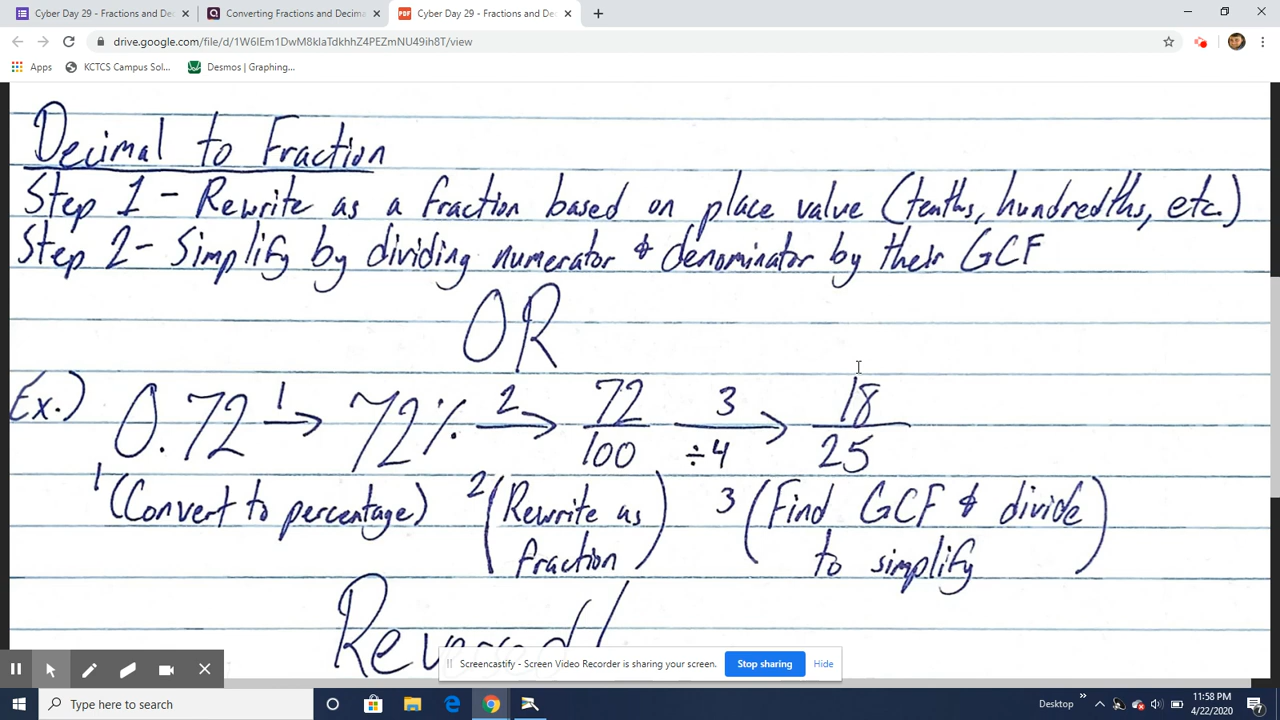 Cyber Day 29 - Fractions and De
Converting Fractions and Decima
Cyber Day 29 - Fractions and Dec
drive.google.com/file/d/1W6IEm1DwM8klaTdkhhZ4PEZmNU49ih8T/view
Apps
KCTCS Campus Sol...
Desmos | Graphing...
Decimal to Fraction
Step 1 - Rewrite as a fraction based on place value (tenths, hundredths, etc.)
Step 2 - Simplify by dividing numerator & denominator by their GCF
OR
Ex.) 0.72 1→ 72% 2→ 72/100 3→ ÷4 18/25
1 (Convert to percentage) 2 (Rewrite as fraction) 3 (Find GCF & divide to simplify)
Reversed!
Screencastify - Screen Video Recorder is sharing your screen.
Stop sharing
Hide
Type here to search
Desktop
11:58 PM
4/22/2020